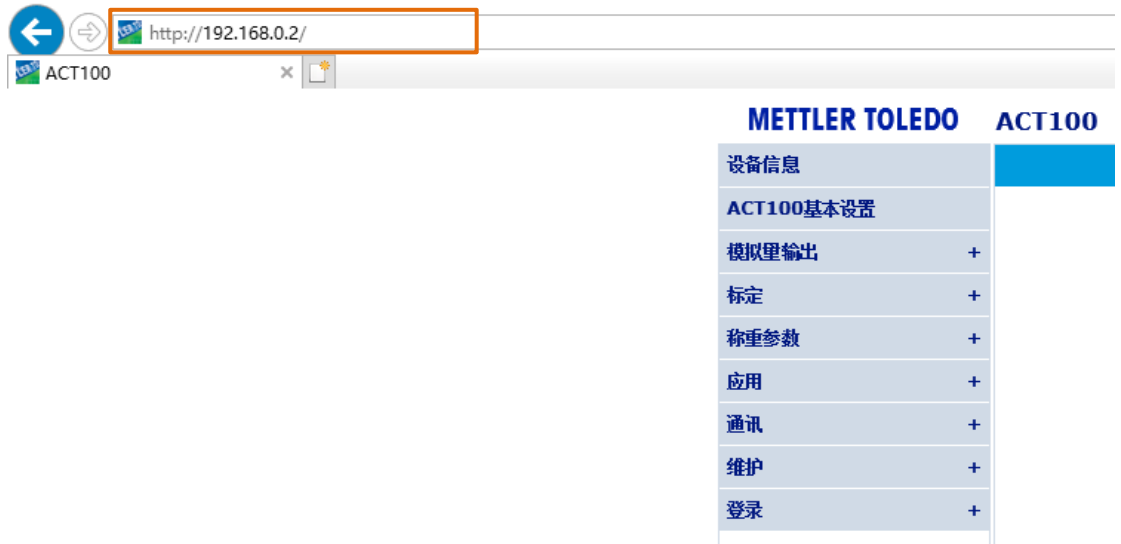 http://192.168.0.2/
ACT100
METTLER TOLEDO ACT100
设备信息
ACT100基本设置
模拟里输出 +
标定 +
称重参数 +
应用 +
通讯 +
维护 +
登录 +